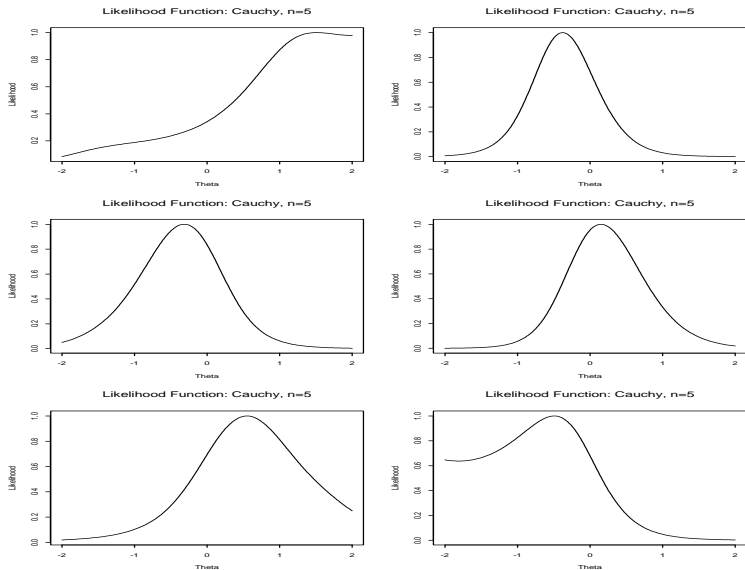 Likelihood Function: Cauchy, n=5
Likelihood
0.2 0.4 0.6 0.8 1.0
-2 -1 0 1 2
Theta
Likelihood Function: Cauchy, n=5
Likelihood
0.0 0.2 0.4 0.6 0.8 1.0
-2 -1 0 1 2
Theta
Likelihood Function: Cauchy, n=5
Likelihood
0.0 0.2 0.4 0.6 0.8 1.0
-2 -1 0 1 2
Theta
Likelihood Function: Cauchy, n=5
Likelihood
0.0 0.2 0.4 0.6 0.8 1.0
-2 -1 0 1 2
Theta
Likelihood Function: Cauchy, n=5
Likelihood
0.0 0.2 0.4 0.6 0.8 1.0
-2 -1 0 1 2
Theta
Likelihood Function: Cauchy, n=5
Likelihood
0.0 0.2 0.4 0.6 0.8 1.0
-2 -1 0 1 2
Theta